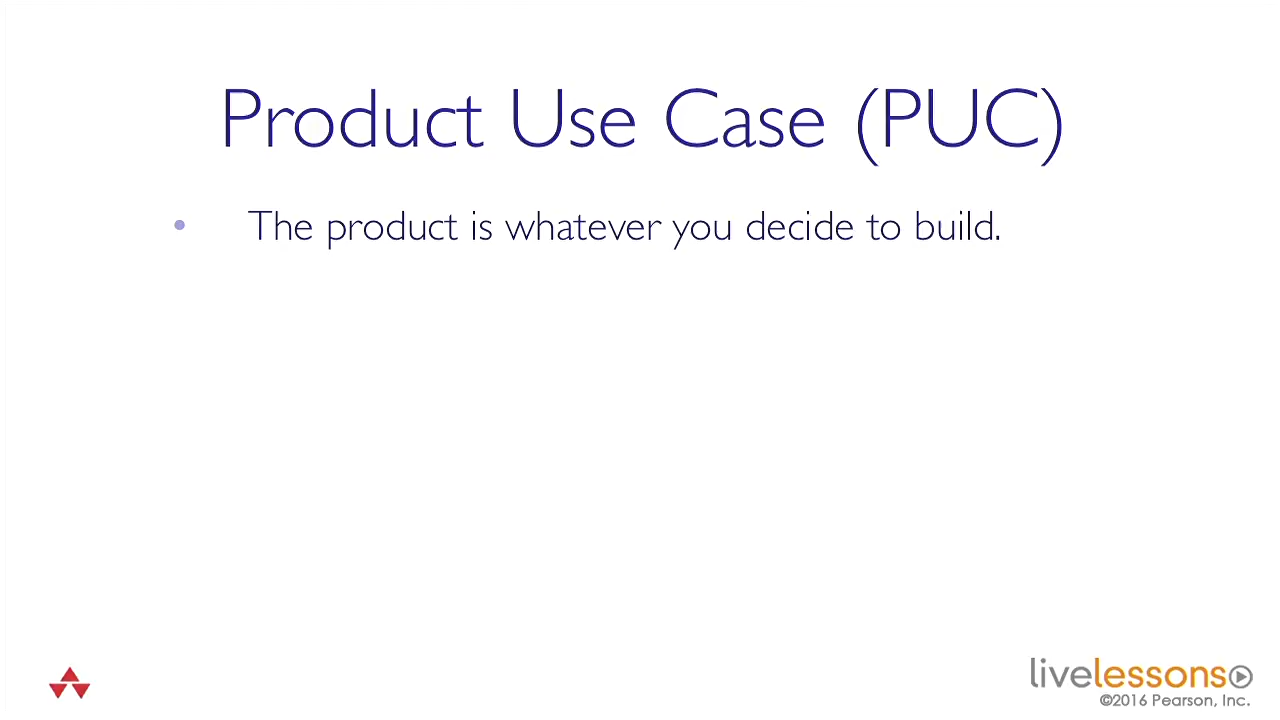 Product Use Case (PUC)
• The product is whatever you decide to build.
livelessons
©2016 Pearson, Inc.